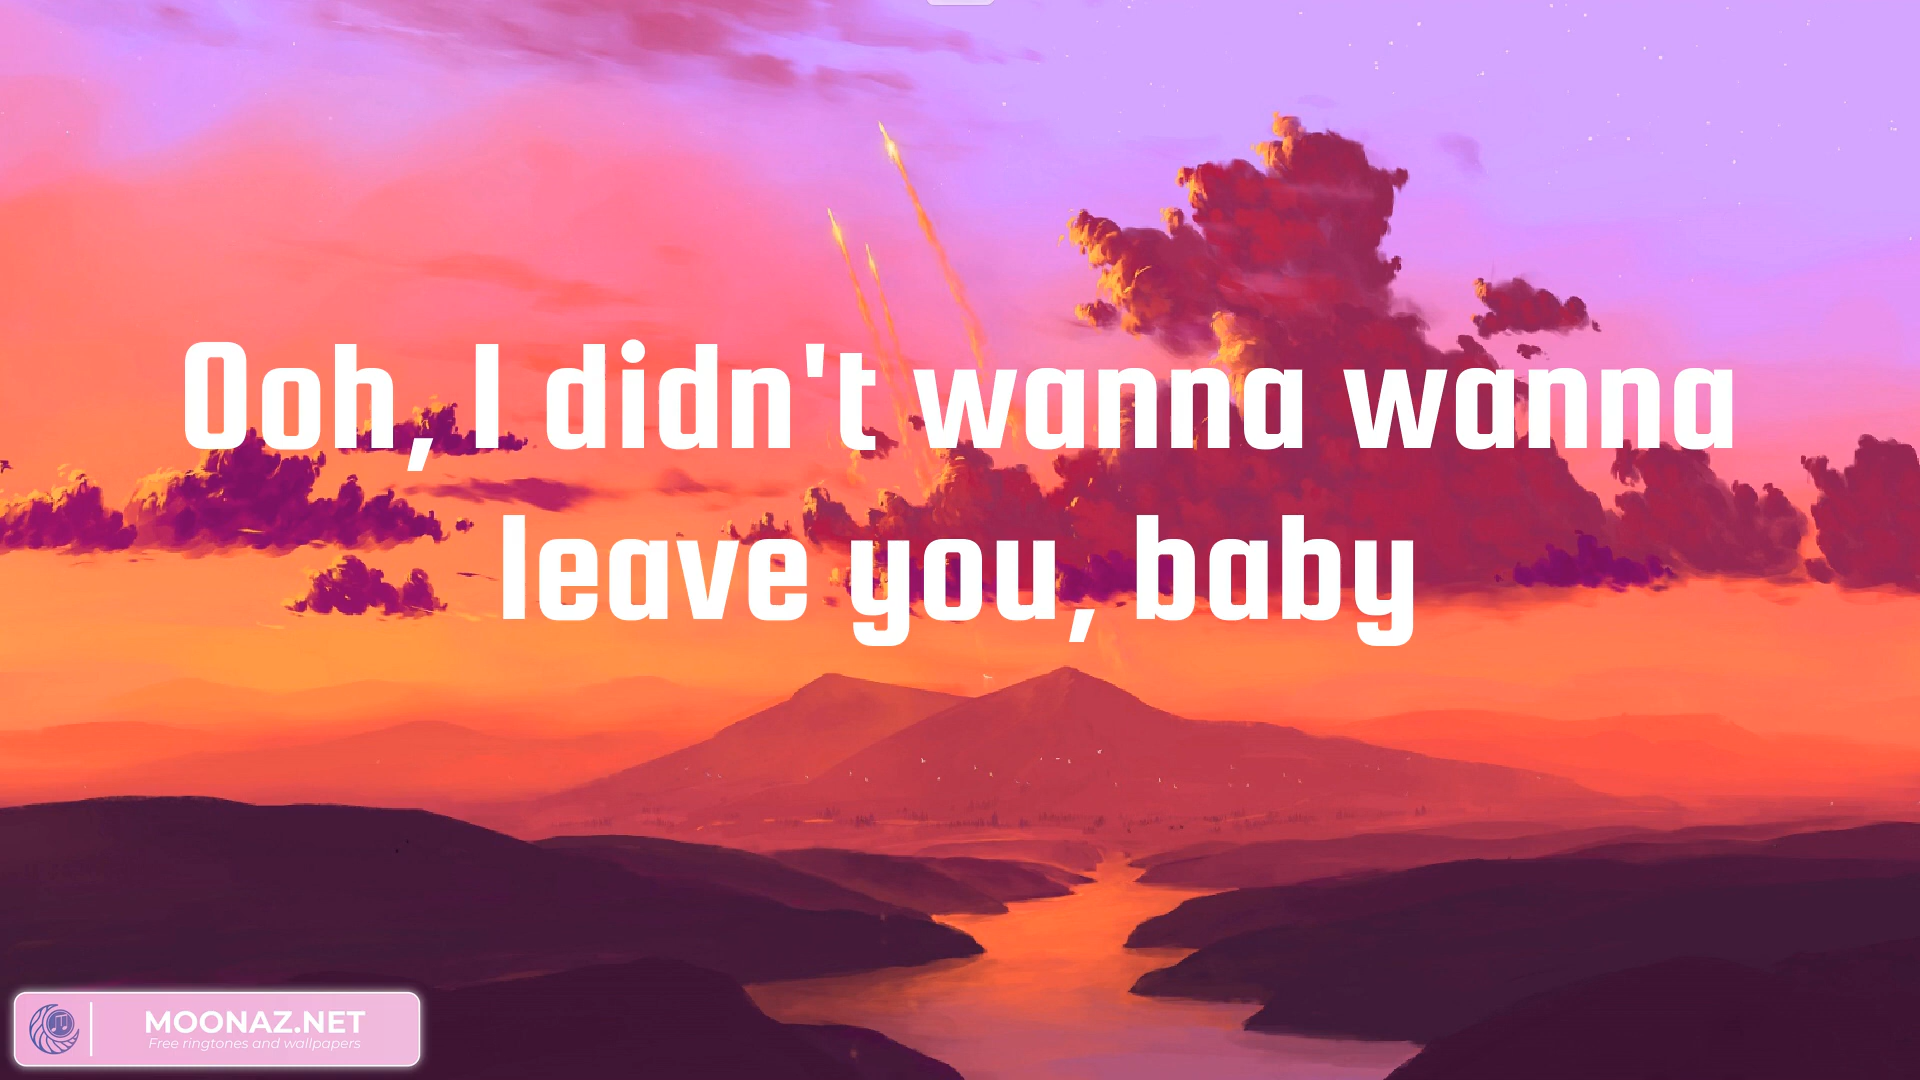 Ooh, I didn't wanna wanna
leave you, baby
MOONAZ.NET
Free ringtones and wallpapers